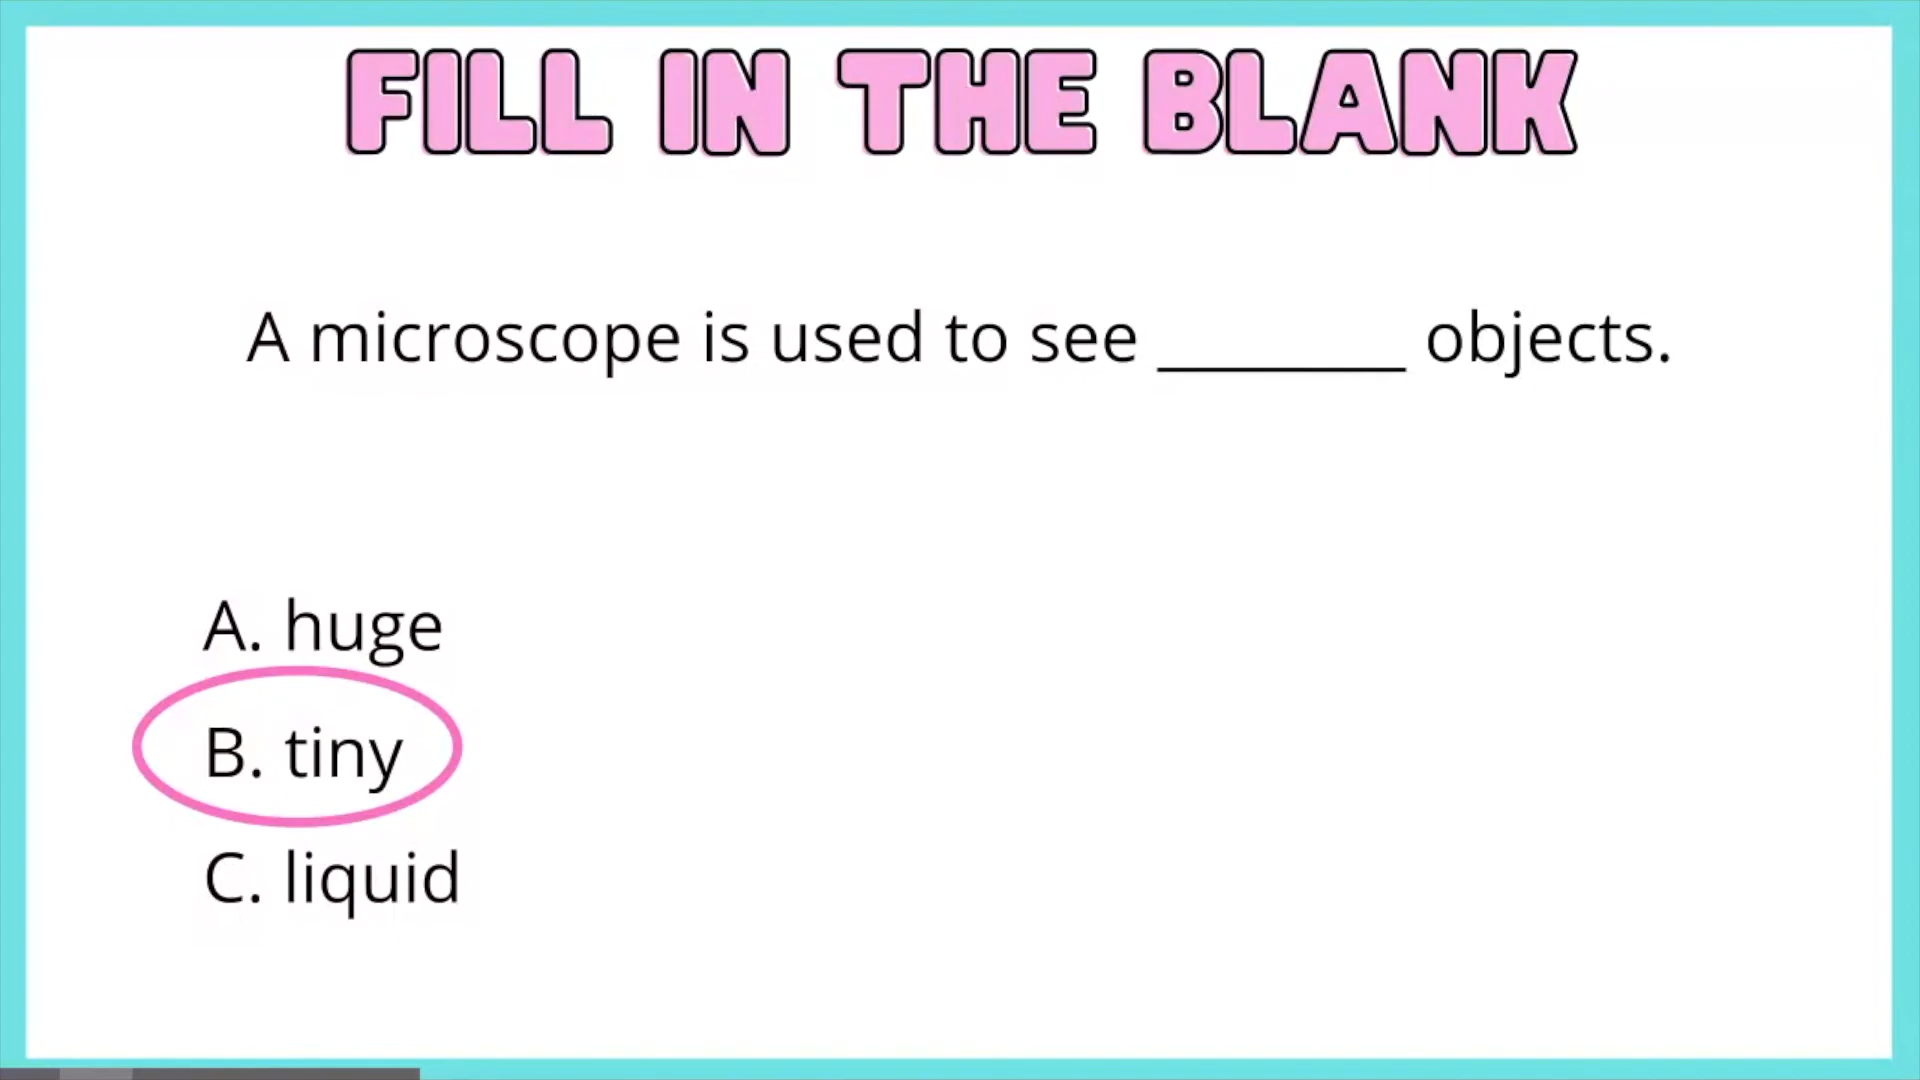 FILL IN THE BLANK
A microscope is used to see ________ objects.
A. huge
B. tiny
C. liquid